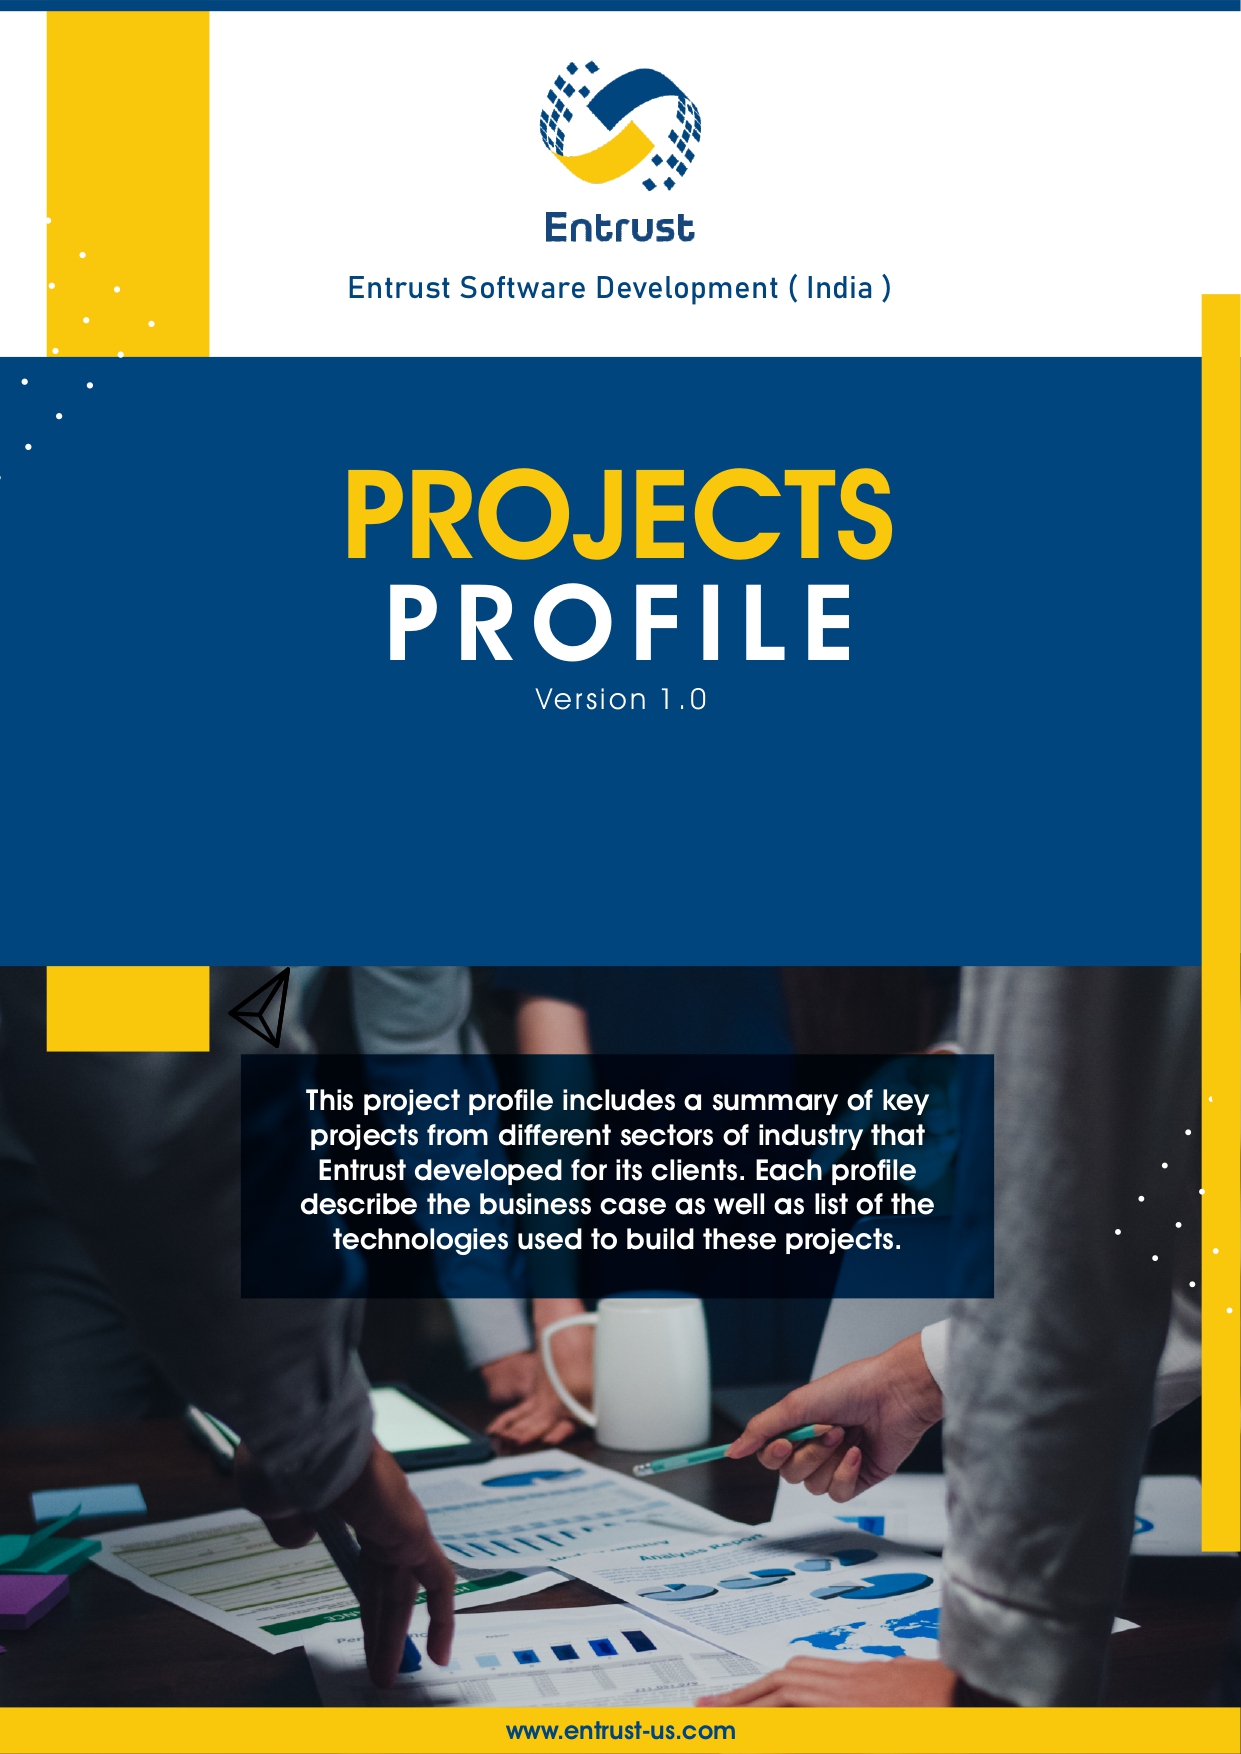 Entrust
Entrust Software Development ( India )
PROJECTS
PROFILE
Version 1.0
This project profile includes a summary of key
projects from different sectors of industry that
Entrust developed for its clients. Each profile
describe the business case as well as list of the
technologies used to build these projects.
Analysis Report
www.entrust-us.com